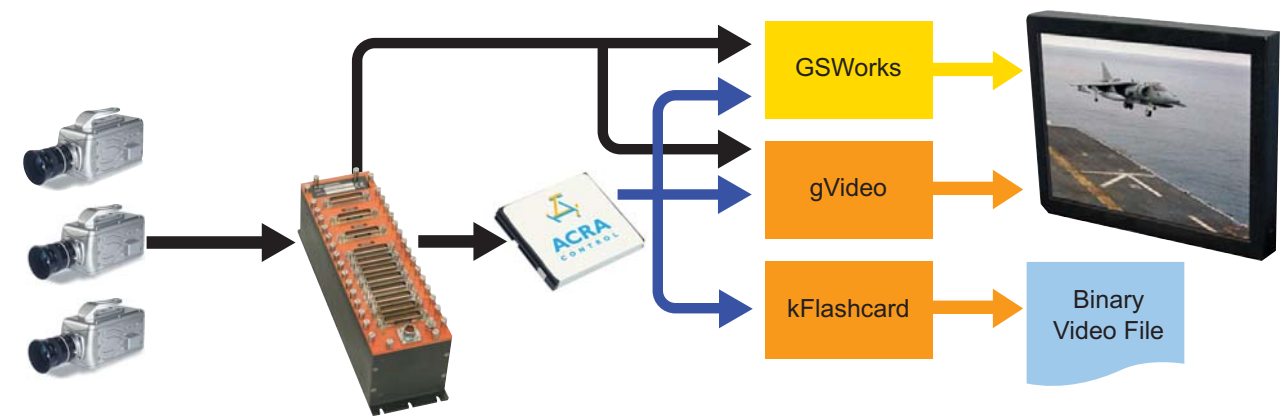 GSWorks
gVideo
ACRA
CONTROL
kFlashcard
Binary
Video File